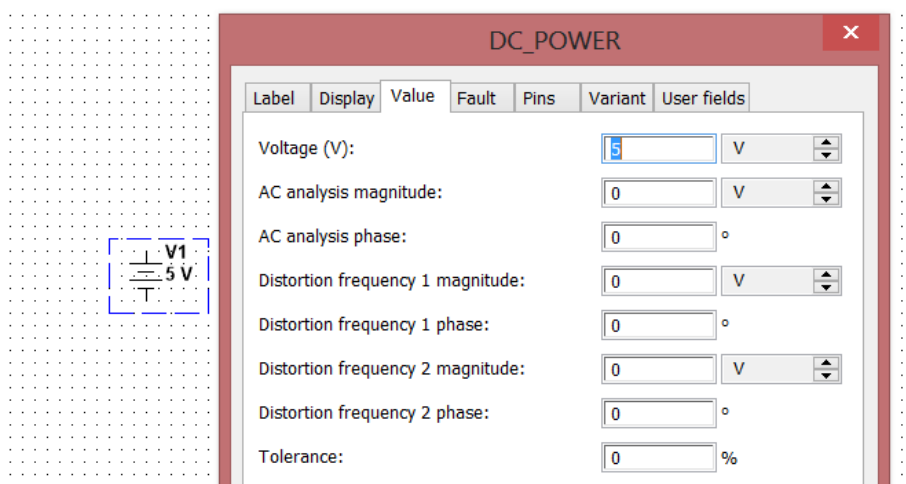 DC_POWER
Label Display Value Fault Pins Variant User fields
Voltage (V): 5 V
AC analysis magnitude: 0 V
AC analysis phase: 0 °
V1
5 V
Distortion frequency 1 magnitude: 0 V
Distortion frequency 1 phase: 0 °
Distortion frequency 2 magnitude: 0 V
Distortion frequency 2 phase: 0 °
Tolerance: 0 %